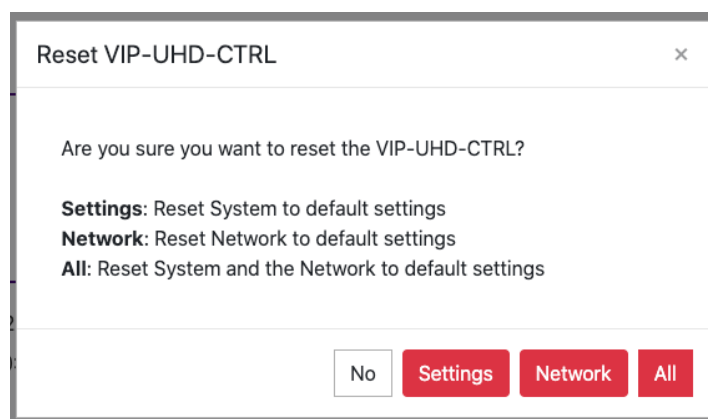 Reset VIP-UHD-CTRL ×
Are you sure you want to reset the VIP-UHD-CTRL?
Settings: Reset System to default settings
Network: Reset Network to default settings
All: Reset System and the Network to default settings
No Settings Network All